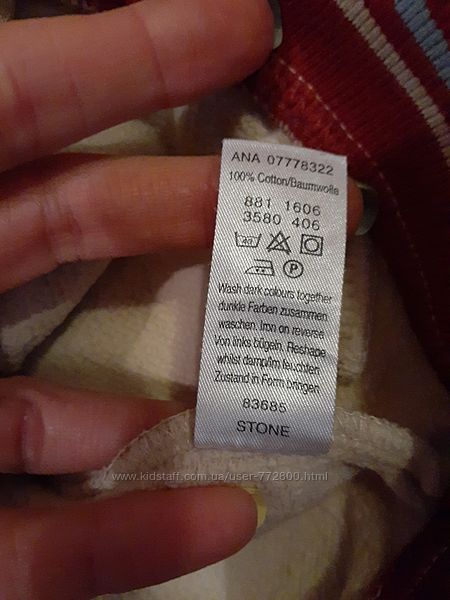 ANA 07778322
100% Cotton/Baumwolle
881 1606
3580 406
40
P
Wash dark colours together
dunkle Farben zusammen
waschen. Iron on reverse
Von links bügeln. Reshape
whilst damp/im feuchten
Zustand in Form bringen.
83685
STONE
www.kidstaff.com.ua/user-772800.html